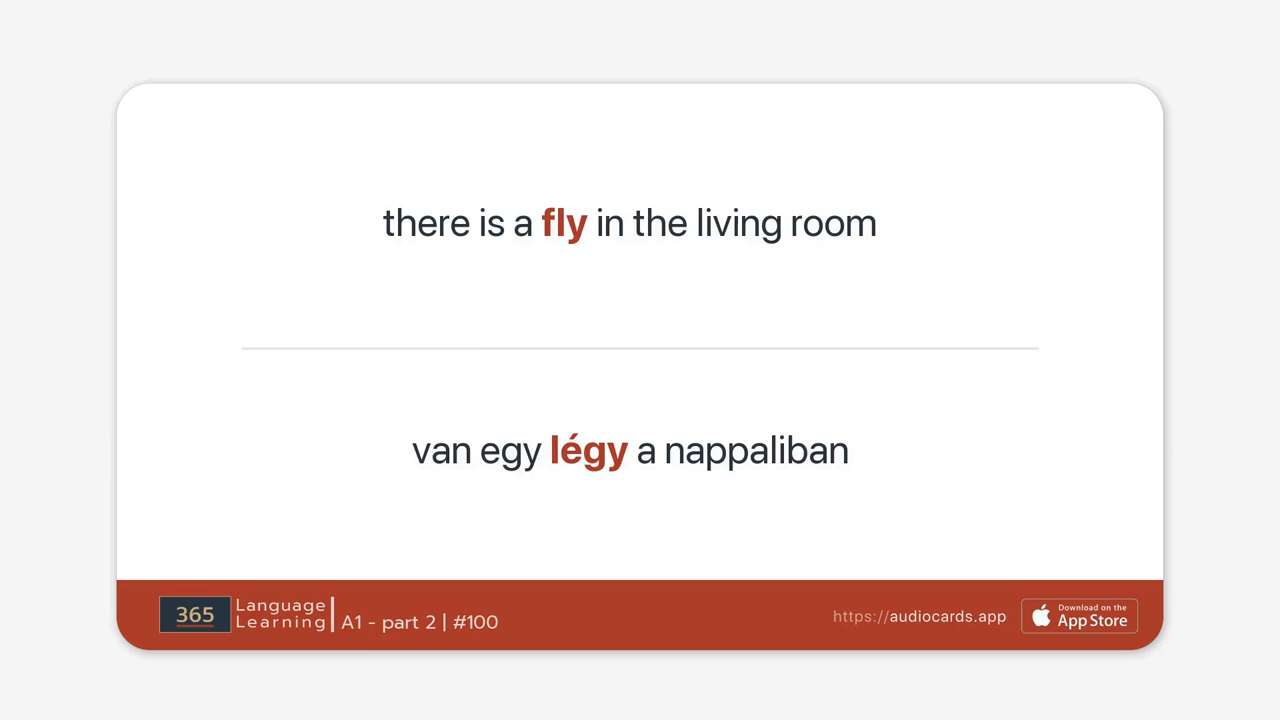 there is a fly in the living room
van egy légy a nappaliban
365 Language Learning
A1 - part 2 | #100
https://audiocards.app
Download on the App Store